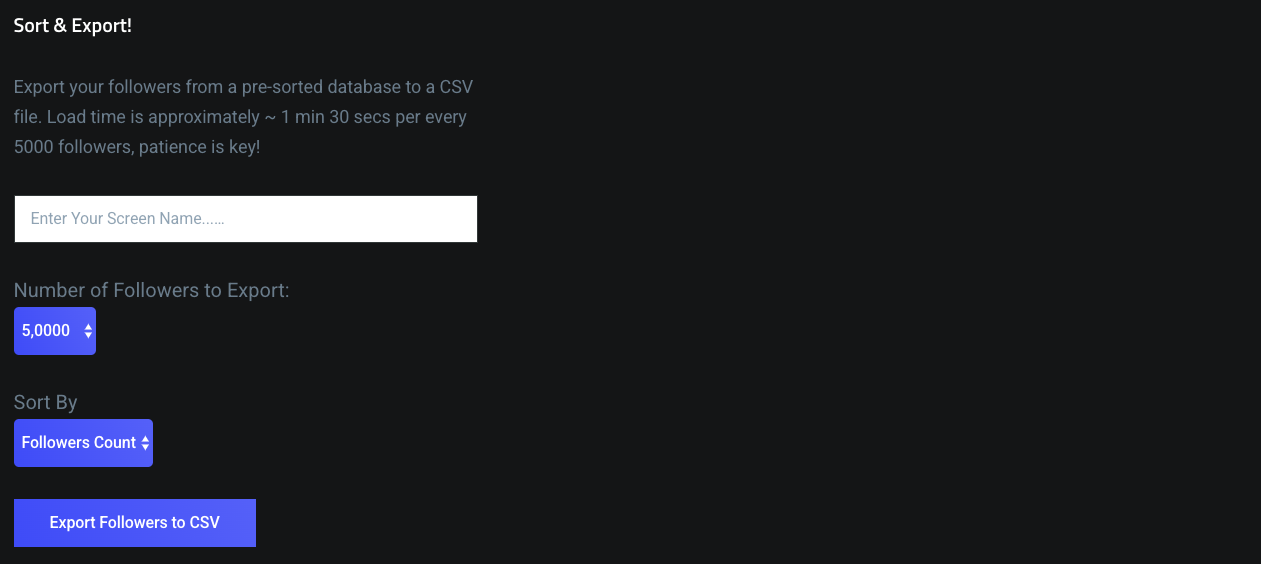 Sort & Export!
Export your followers from a pre-sorted database to a CSV
file. Load time is approximately ~ 1 min 30 secs per every
5000 followers, patience is key!
Enter Your Screen Name......
Number of Followers to Export:
5,0000
Sort By
Followers Count
Export Followers to CSV